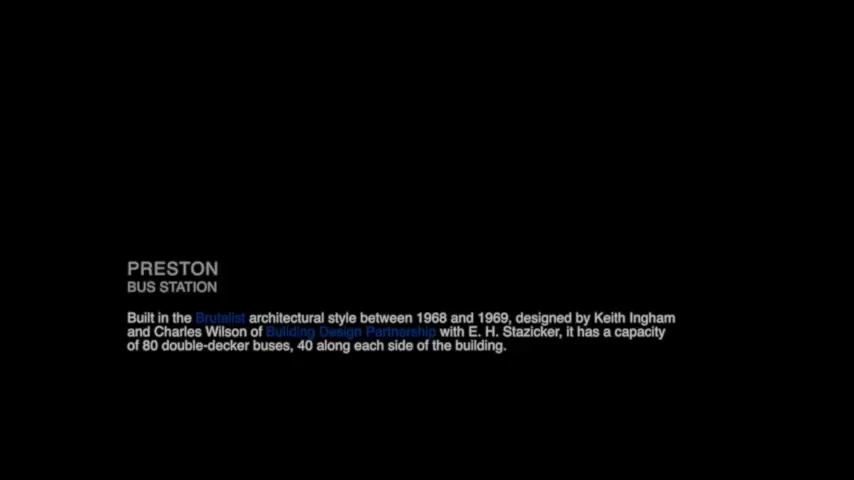 PRESTON
BUS STATION
Built in the Brutalist architectural style between 1968 and 1969, designed by Keith Ingham
and Charles Wilson of Building Design Partnership with E. H. Stazicker, it has a capacity
of 80 double-decker buses, 40 along each side of the building.